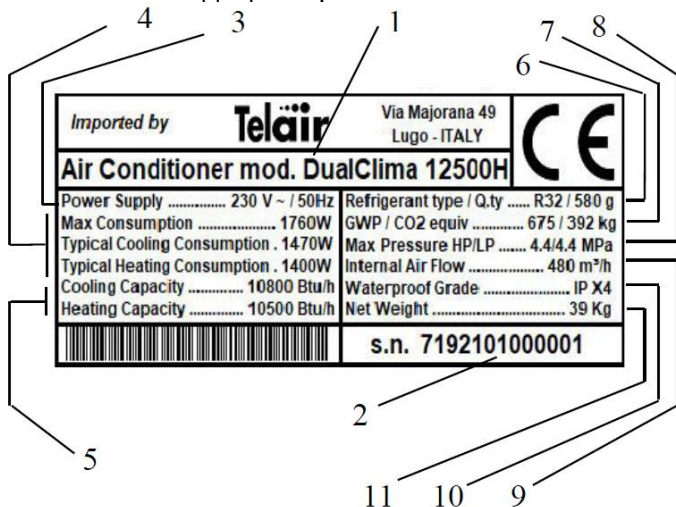 4
3
1
7
8
6
Imported by
Telair
Via Majorana 49
Lugo - ITALY
CE
Air Conditioner mod. DualClima 12500H
Power Supply .............. 230 V ~ / 50Hz
Max Consumption .................... 1760W
Typical Cooling Consumption . 1470W
Typical Heating Consumption . 1400W
Cooling Capacity ............ 10800 Btu/h
Heating Capacity ............ 10500 Btu/h
Refrigerant type / Q.ty ...... R32 / 580 g
GWP / CO2 equiv ............. 675 / 392 kg
Max Pressure HP/LP ....... 4.4/4.4 MPa
Internal Air Flow .................... 480 m³/h
Waterproof Grade ..................... IP X4
Net Weight ................................ 39 Kg
s.n. 7192101000001
2
5
11
10
9